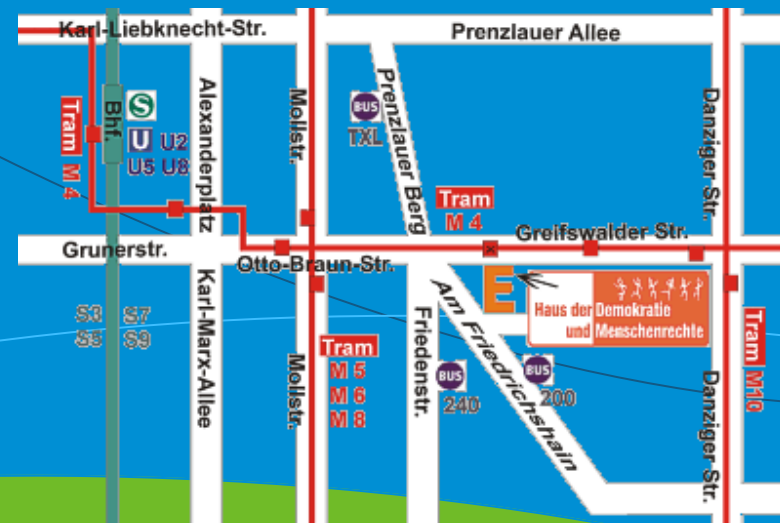 Karl-Liebknecht-Str.
Prenzlauer Allee
Tram M 4
Bhf.
S
U U2
U5 U8
Alexanderplatz
Mollstr.
BUS
TXL
Prenzlauer Berg
Danziger Str.
Tram
M 4
Greifswalder Str.
Grunerstr.
Otto-Braun-Str.
E
Haus der Demokratie
und Menschenrechte
S3 S7
S5 S9
Karl-Marx-Allee
Mollstr.
Tram
M 5
M 6
M 8
Friedenstr.
BUS
240
Am Friedrichshain
BUS
200
Danziger Str.
Tram M10